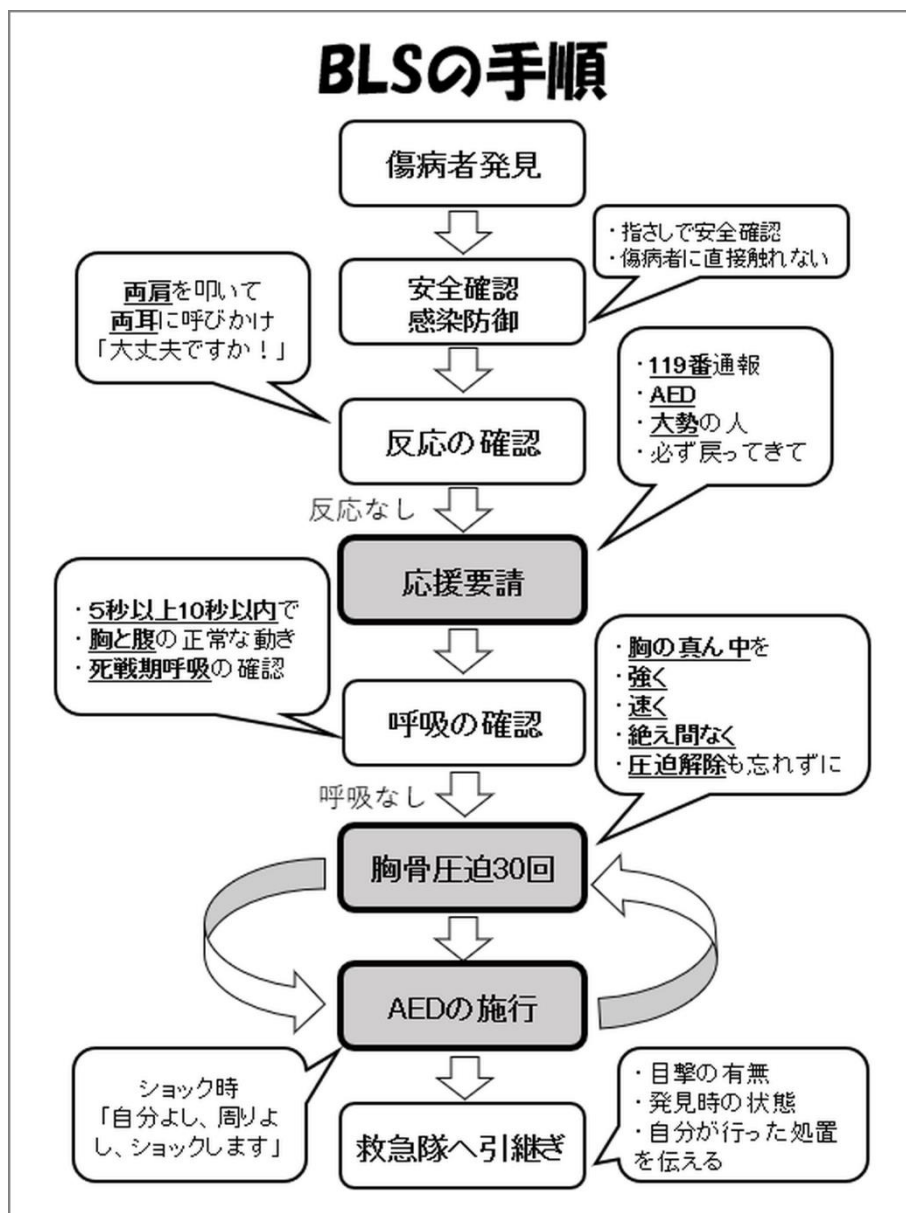 BLSの手順
傷病者発見
・指さしで安全確認
・傷病者に直接触れない
安全確認
感染防御
両肩を叩いて
両耳に呼びかけ
「大丈夫ですか！」
・119番通報
・AED
・大勢の人
・必ず戻ってきて
反応の確認
反応なし
応援要請
・5秒以上10秒以内で
・胸と腹の正常な動き
・死戦期呼吸の確認
・胸の真ん中を
・強く
・速く
・絶え間なく
・圧迫解除も忘れずに
呼吸の確認
呼吸なし
胸骨圧迫30回
AEDの施行
ショック時
「自分よし、周りよ
し、ショックします」
・目撃の有無
・発見時の状態
・自分が行った処置
を伝える
救急隊へ引継ぎ